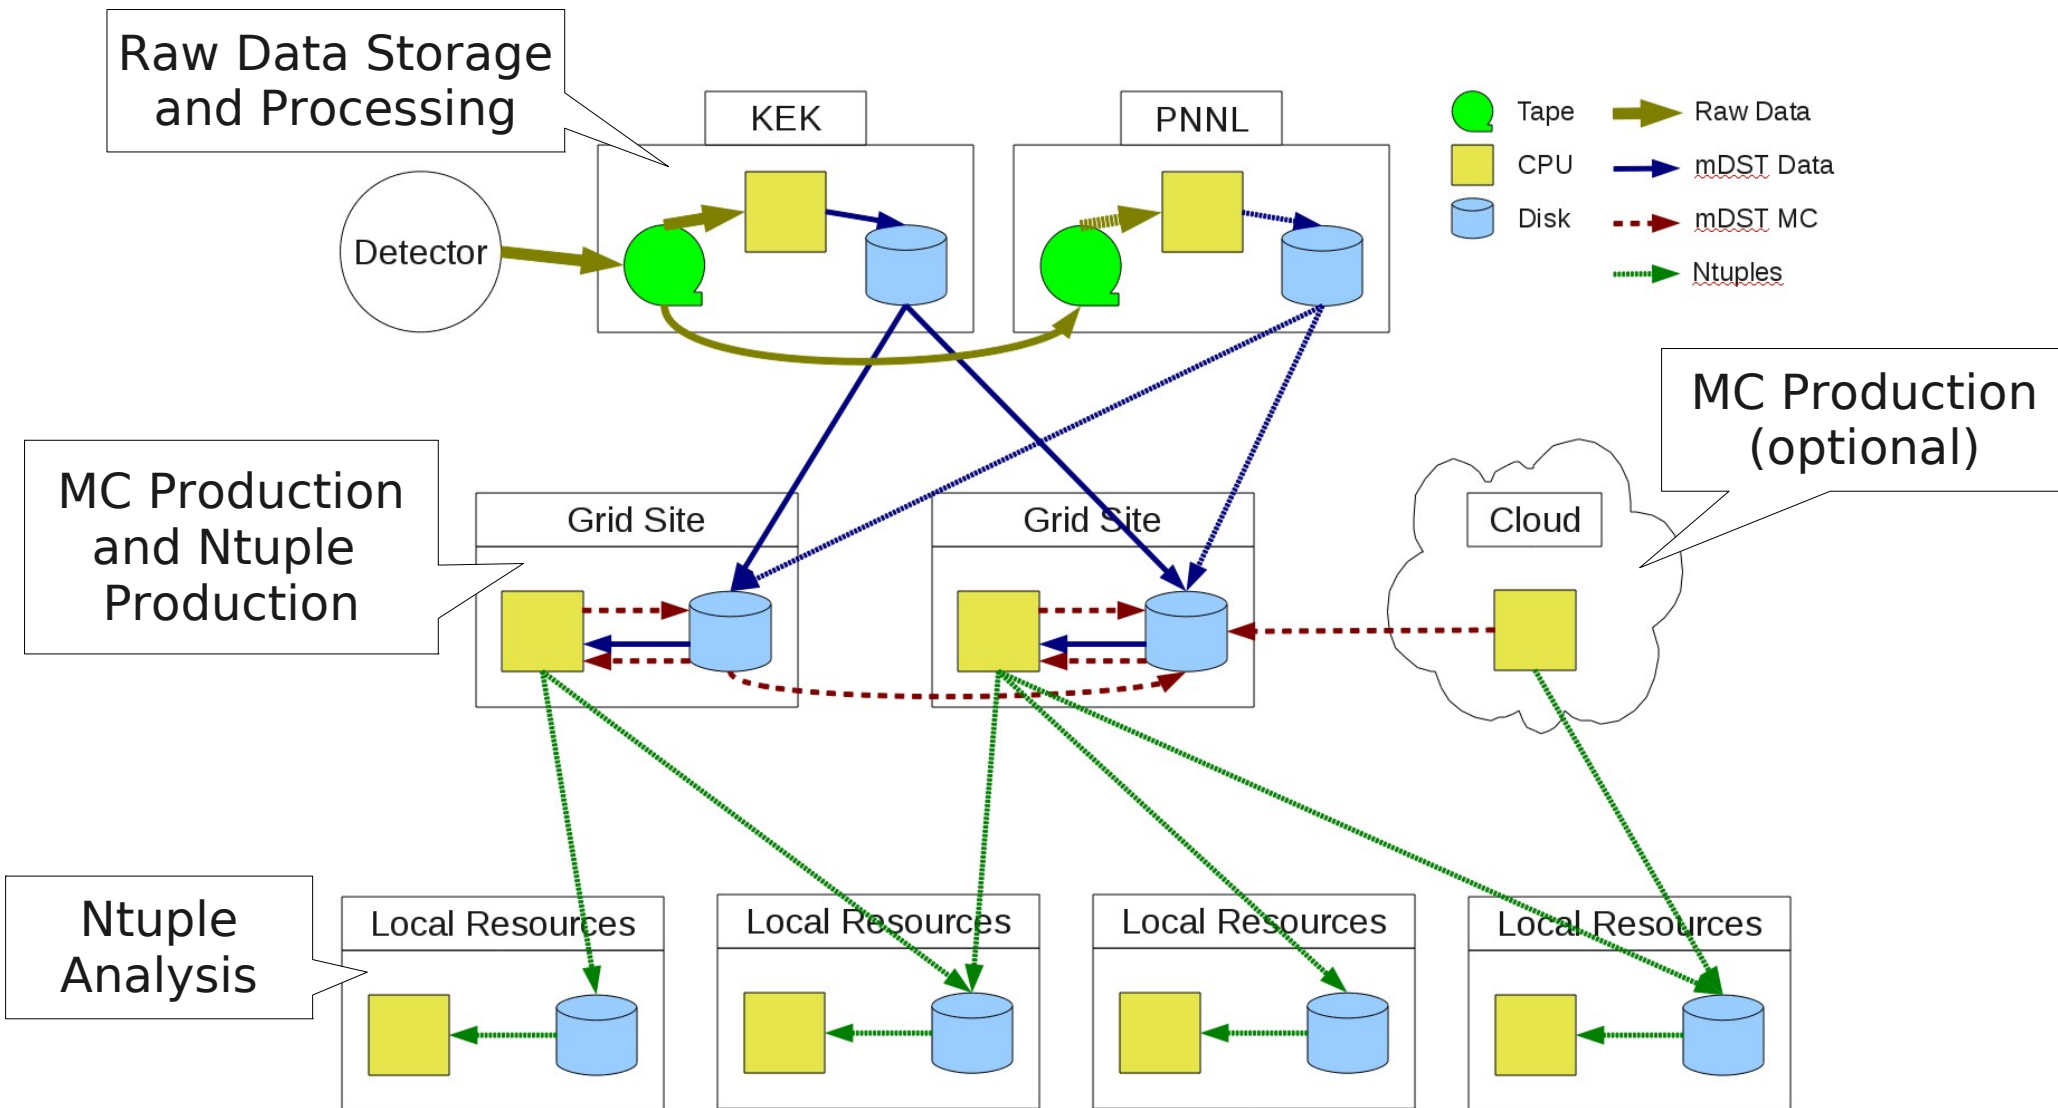 Raw Data Storage
and Processing
KEK
PNNL
Tape
Raw Data
CPU
mDST Data
Disk
mDST MC
Ntuples
Detector
MC Production
(optional)
MC Production
and Ntuple
Production
Grid Site
Grid Site
Cloud
Ntuple
Analysis
Local Resources
Local Resources
Local Resources
Local Resources